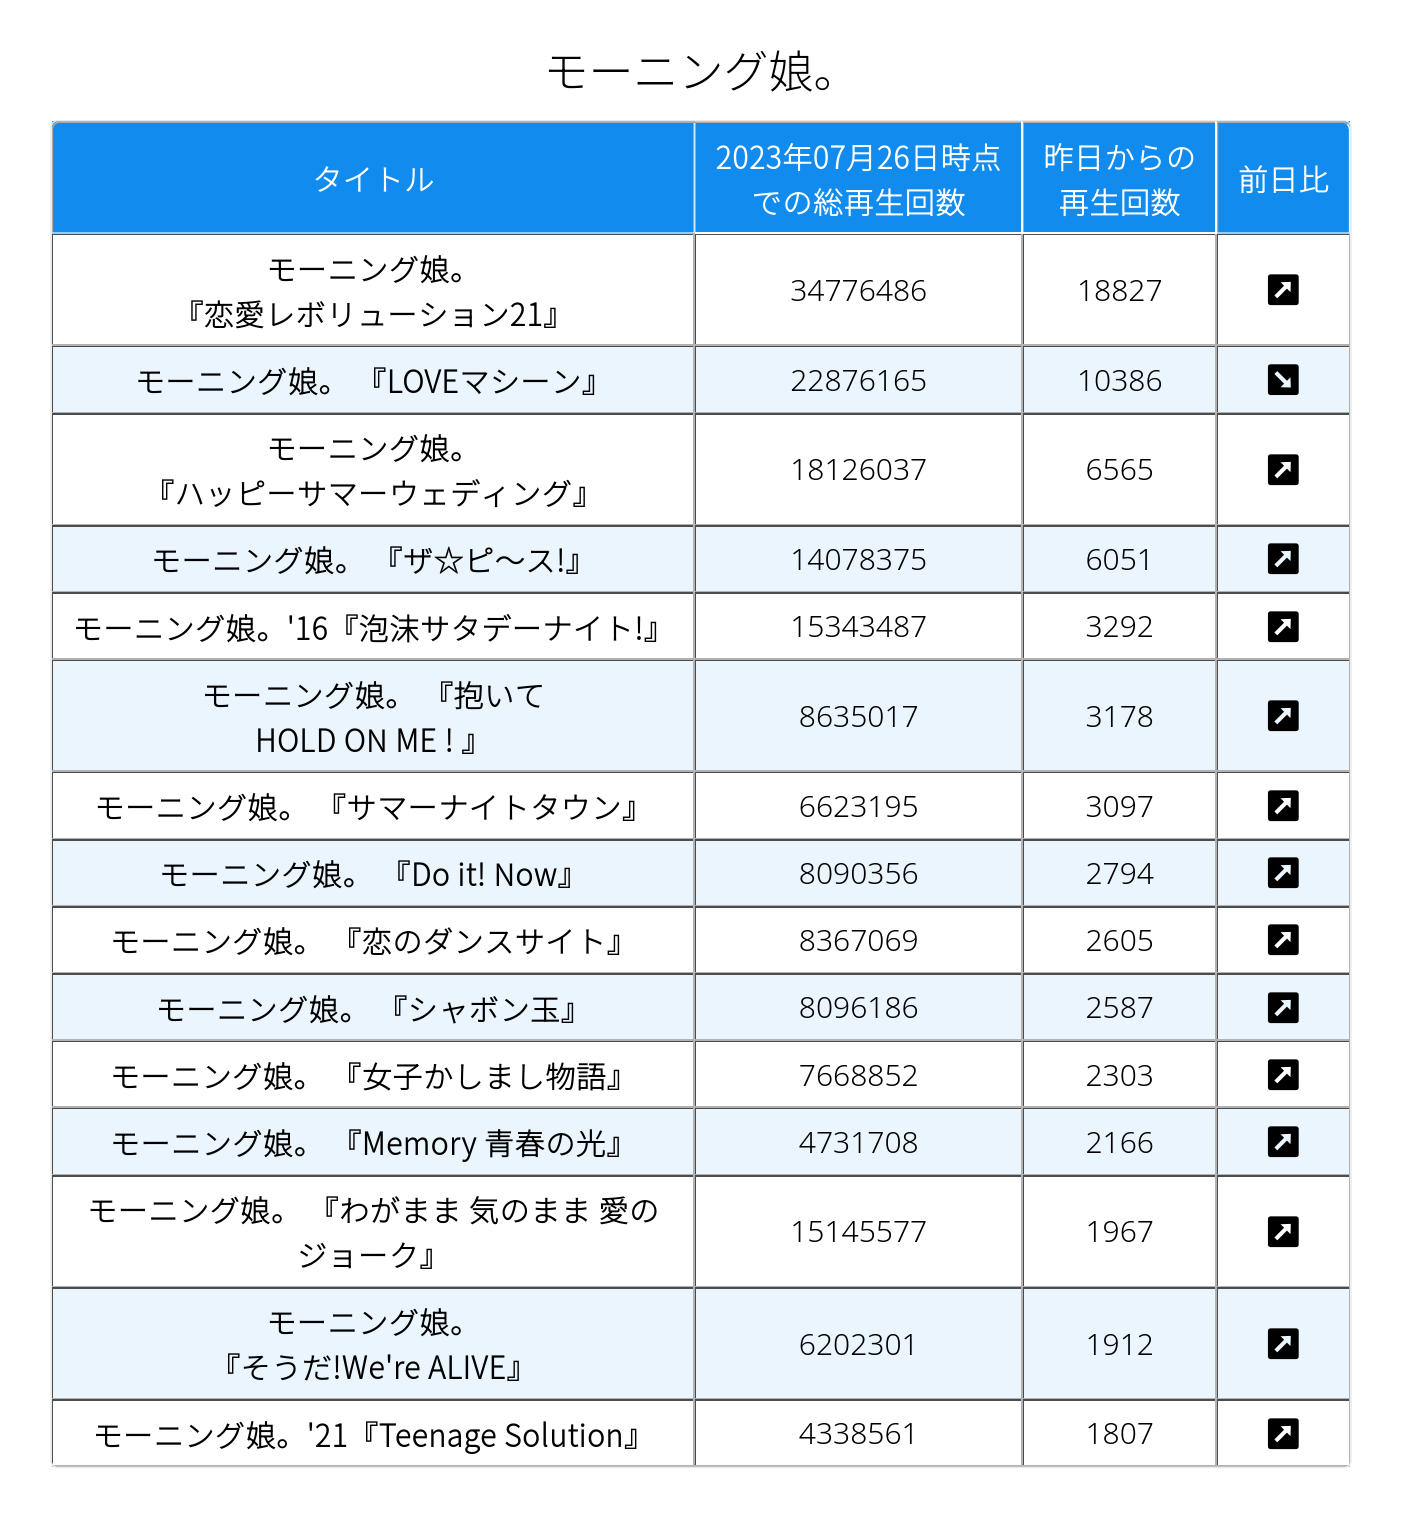 モーニング娘。
タイトル
2023年07月26日時点
での総再生回数
昨日からの
再生回数
前日比
モーニング娘。
『恋愛レボリューション21』
34776486
18827
モーニング娘。 『LOVEマシーン』
22876165
10386
モーニング娘。
『ハッピーサマーウェディング』
18126037
6565
モーニング娘。 『ザ☆ピ〜ス!』
14078375
6051
モーニング娘。'16『泡沫サタデーナイト!』
15343487
3292
モーニング娘。 『抱いて
HOLD ON ME ! 』
8635017
3178
モーニング娘。 『サマーナイトタウン』
6623195
3097
モーニング娘。 『Do it! Now』
8090356
2794
モーニング娘。 『恋のダンスサイト』
8367069
2605
モーニング娘。 『シャボン玉』
8096186
2587
モーニング娘。 『女子かしまし物語』
7668852
2303
モーニング娘。 『Memory 青春の光』
4731708
2166
モーニング娘。 『わがまま 気のまま 愛の
ジョーク』
15145577
1967
モーニング娘。
『そうだ!We're ALIVE』
6202301
1912
モーニング娘。'21『Teenage Solution』
4338561
1807